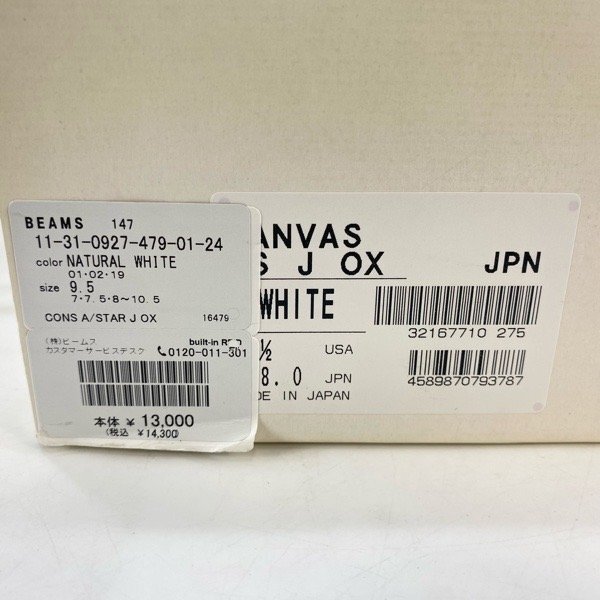 BEAMS 147
11-31-0927-479-01-24
color NATURAL WHITE
01・02・19
size 9.5
7・7.5・8~10.5
CONS A/STAR J OX 16479
(株)ビームス built-in
カスタマーサービスデスク 0120-011-301
本体 ¥ 13,000
(税込 ¥14,300)
ANVAS
S J OX JPN
WHITE
32167710 275
½ USA
8.0 JPN
4589870793787
DE IN JAPAN